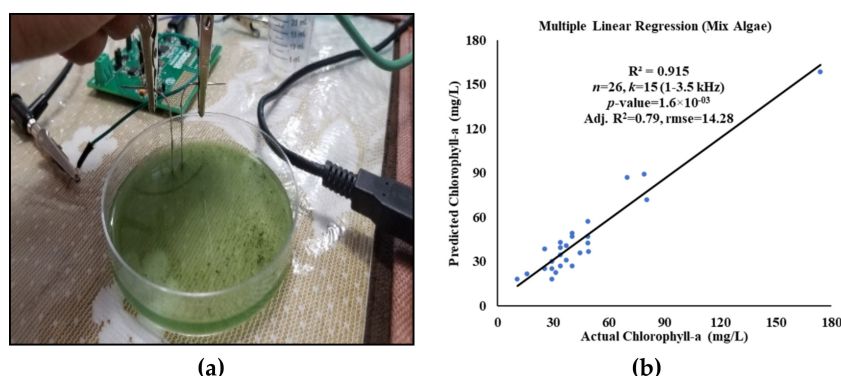 Multiple Linear Regression (Mix Algae)
R² = 0.915
n=26, k=15 (1-3.5 kHz)
p-value=1.6×10⁻⁰³
Adj. R²=0.79, rmse=14.28
Predicted Chlorophyll-a (mg/L)
180
150
120
90
60
30
0
0 30 60 90 120 150 180
Actual Chlorophyll-a (mg/L)
(a)
(b)